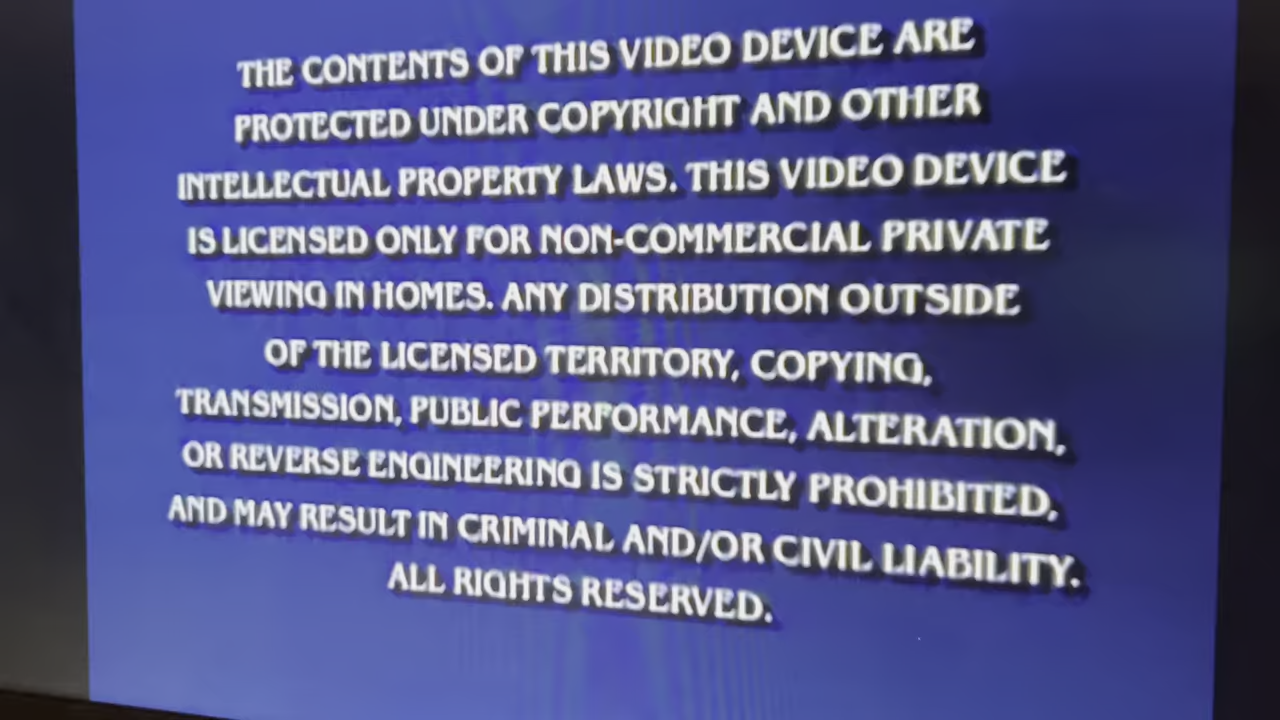 THE CONTENTS OF THIS VIDEO DEVICE ARE
PROTECTED UNDER COPYRIGHT AND OTHER
INTELLECTUAL PROPERTY LAWS. THIS VIDEO DEVICE
IS LICENSED ONLY FOR NON-COMMERCIAL PRIVATE
VIEWING IN HOMES. ANY DISTRIBUTION OUTSIDE
OF THE LICENSED TERRITORY, COPYING,
TRANSMISSION, PUBLIC PERFORMANCE, ALTERATION,
OR REVERSE ENGINEERING IS STRICTLY PROHIBITED,
AND MAY RESULT IN CRIMINAL AND/OR CIVIL LIABILITY.
ALL RIGHTS RESERVED.